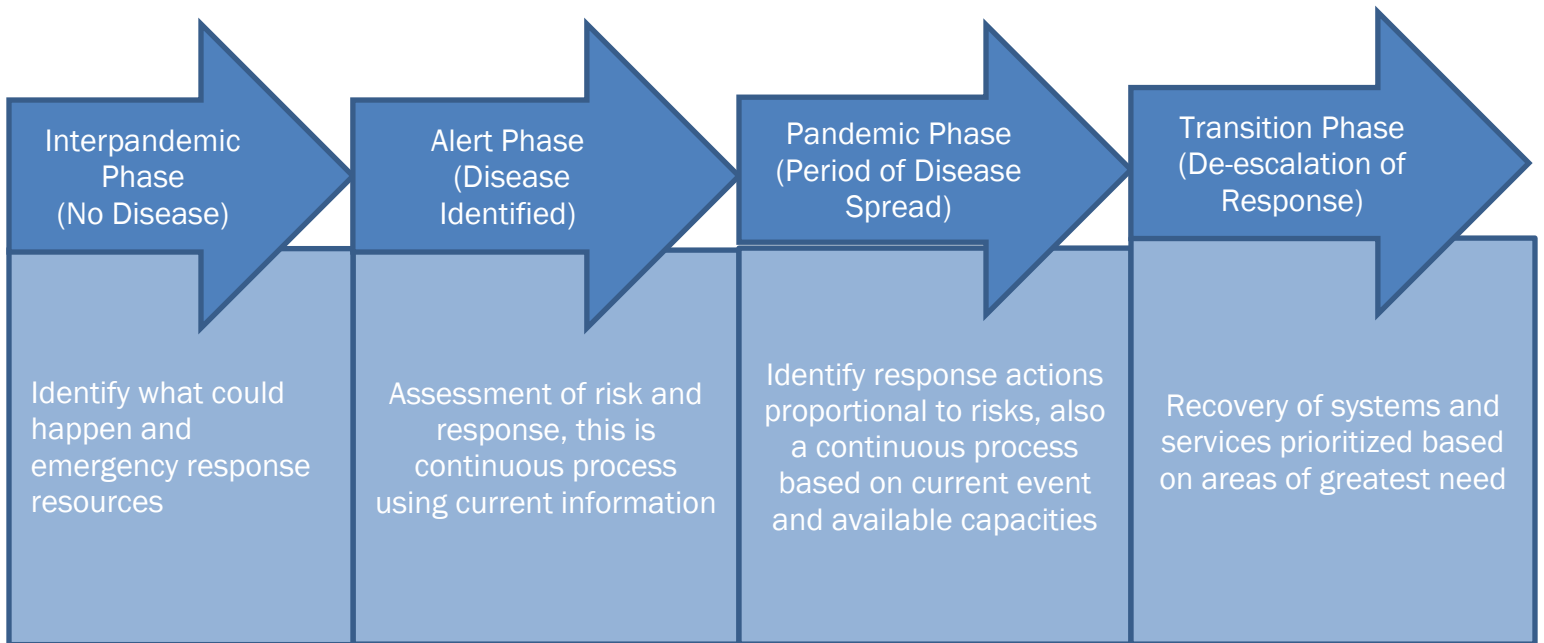 Interpandemic
Phase
(No Disease)
Identify what could
happen and
emergency response
resources
Alert Phase
(Disease
Identified)
Assessment of risk and
response, this is
continuous process
using current information
Pandemic Phase
(Period of Disease
Spread)
Identify response actions
proportional to risks, also
a continuous process
based on current event
and available capacities
Transition Phase
(De-escalation of
Response)
Recovery of systems and
services prioritized based
on areas of greatest need